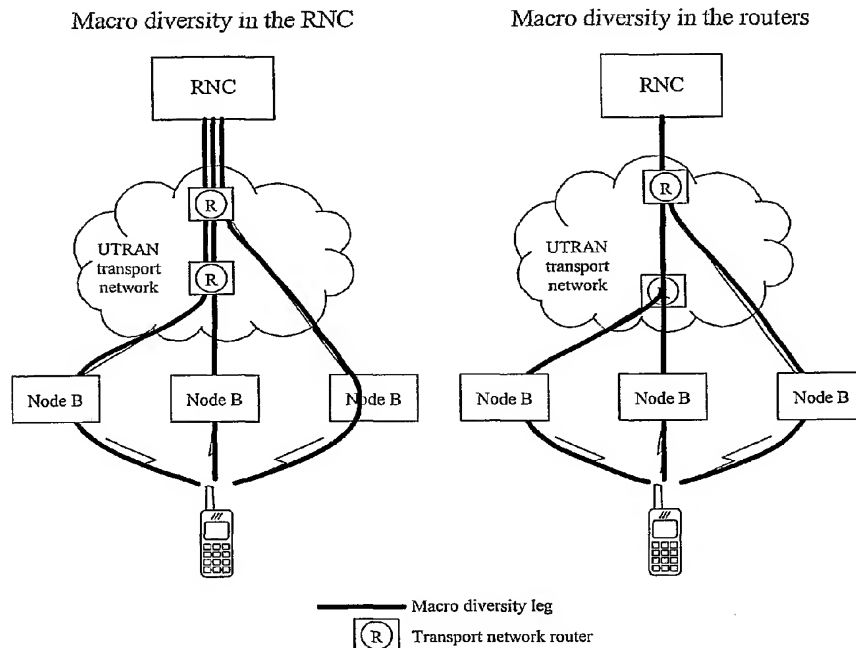 Macro diversity in the RNC
Macro diversity in the routers
RNC
RNC
R
R
UTRAN
transport
network
R
UTRAN
transport
network
Node B
Node B
Node B
Node B
Node B
Node B
Macro diversity leg
R
Transport network router